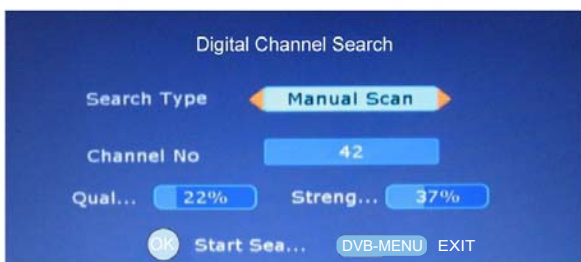 Digital Channel Search
Search Type Manual Scan
Channel No 42
Qual... 22% Streng... 37%
OK Start Sea... DVB-MENU EXIT